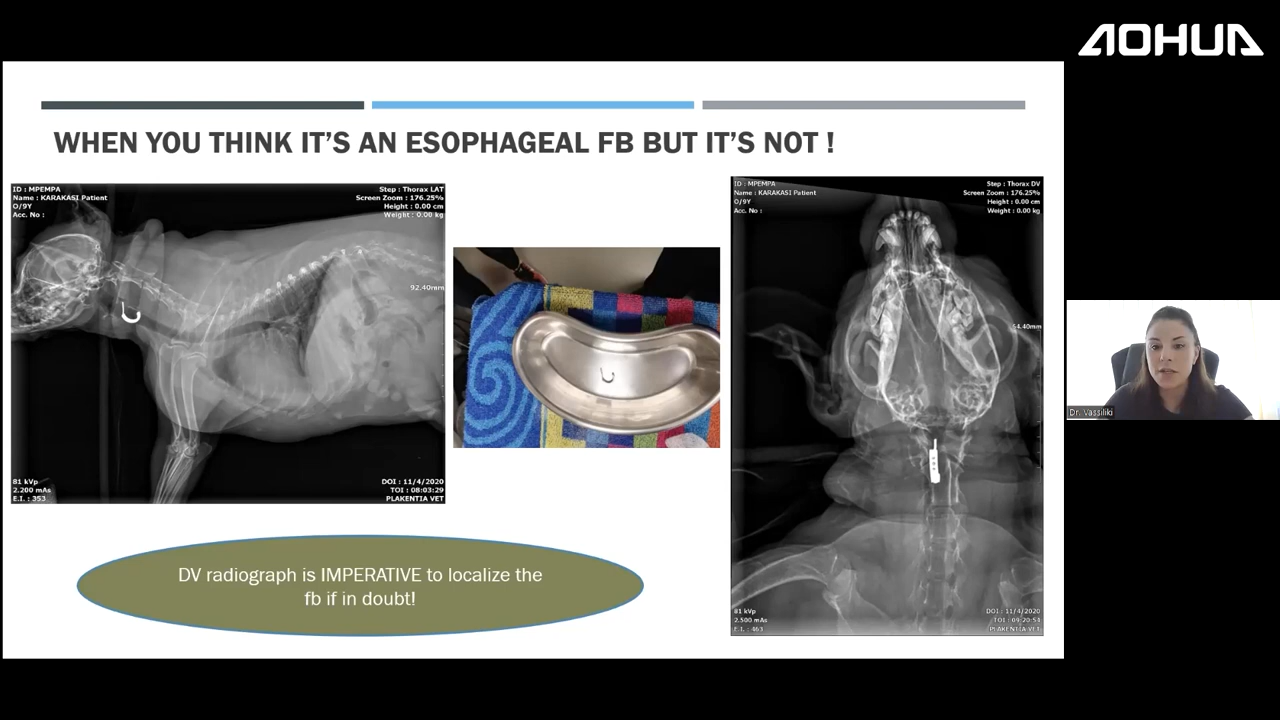 AOHUA
WHEN YOU THINK IT'S AN ESOPHAGEAL FB BUT IT'S NOT !
ID : MPEMPA
Name : KARAKASI Patient
O/9Y
Acc. No :
Step : Thorax LAT
Screen Zoom : 176.25%
Height : 0.00 cm
Weight : 0.00 kg
92.40mm
81 kVp
2.200 mAs
E.I. : 353
DOI : 11/4/2020
TOI : 08:03:29
PLAKENTIA VET
ID : MPEMPA
Name : KARAKASI Patient
O/9Y
Acc. No :
Step : Thorax DV
Screen Zoom : 176.25%
Height : 0.00 cm
Weight : 0.00 kg
54.40mm
81 kVp
2.500 mAs
E.I. : 463
DOI : 11/4/2020
TOI : 09:20:54
PLAKENTIA VET
DV radiograph is IMPERATIVE to localize the
fb if in doubt!
Dr. Vassiliki